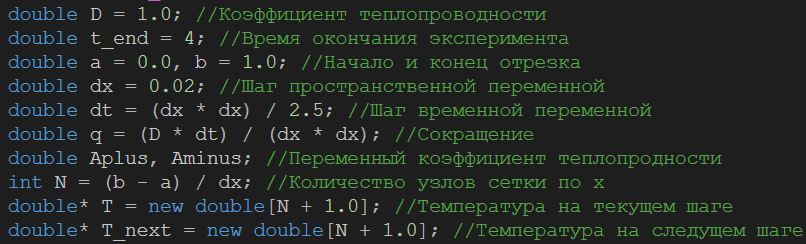 double D = 1.0; //Коэффициент теплопроводности
double t_end = 4; //Время окончания эксперимента
double a = 0.0, b = 1.0; //Начало и конец отрезка
double dx = 0.02; //Шаг пространственной переменной
double dt = (dx * dx) / 2.5; //Шаг временной переменной
double q = (D * dt) / (dx * dx); //Сокращение
double Aplus, Aminus; //Переменный коэффициент теплопродности
int N = (b - a) / dx; //Количество узлов сетки по x
double* T = new double[N + 1.0]; //Температура на текущем шаге
double* T_next = new double[N + 1.0]; //Температура на следущем шаге